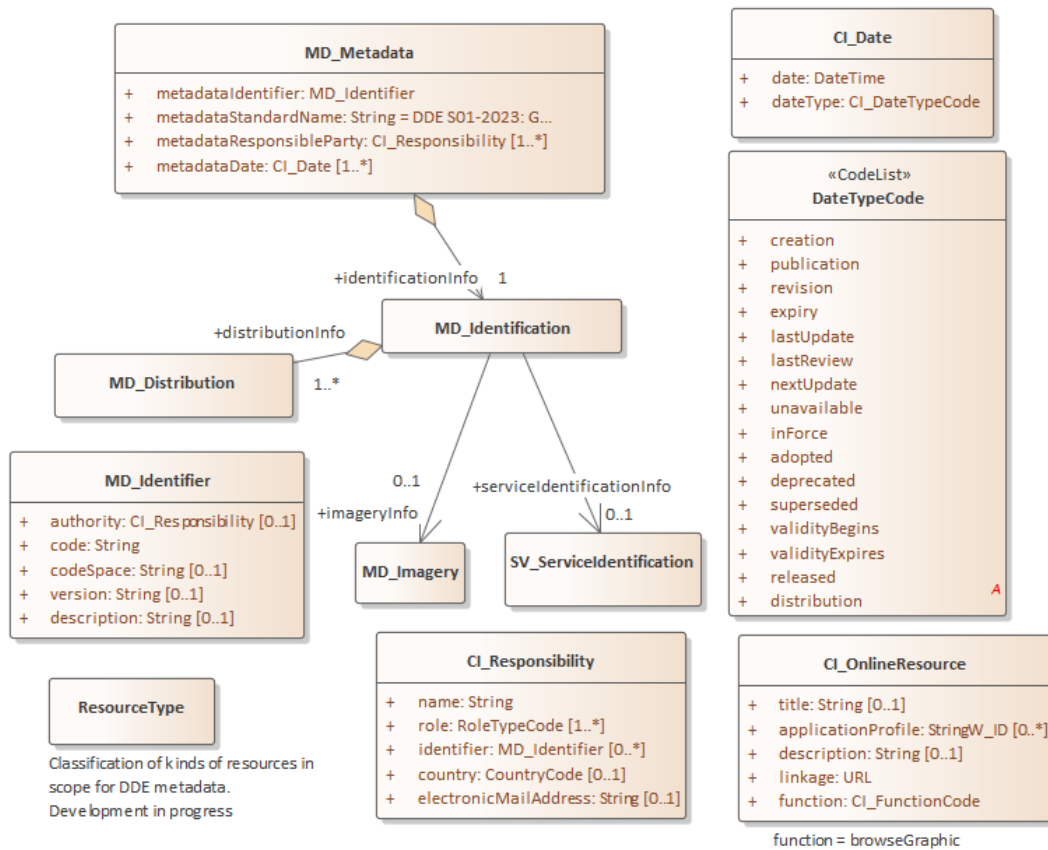 MD_Metadata
+ metadataIdentifier: MD_Identifier
+ metadataStandardName: String = DDE S01-2023: G...
+ metadataResponsibleParty: CI_Responsibility [1..*]
+ metadataDate: CI_Date [1..*]
CI_Date
+ date: DateTime
+ dateType: CI_DateTypeCode
«CodeList»
DateTypeCode
+ creation
+ publication
+ revision
+ expiry
+ lastUpdate
+ lastReview
+ nextUpdate
+ unavailable
+ inForce
+ adopted
+ deprecated
+ superseded
+ validityBegins
+ validityExpires
+ released
+ distribution
A
+identificationInfo 1
MD_Identification
+distributionInfo
1..*
MD_Distribution
0..1
+imageryInfo
MD_Imagery
+serviceIdentificationInfo
0..1
SV_ServiceIdentification
MD_Identifier
+ authority: CI_Responsibility [0..1]
+ code: String
+ codeSpace: String [0..1]
+ version: String [0..1]
+ description: String [0..1]
CI_Responsibility
+ name: String
+ role: RoleTypeCode [1..*]
+ identifier: MD_Identifier [0..*]
+ country: CountryCode [0..1]
+ electronicMailAddress: String [0..1]
CI_OnlineResource
+ title: String [0..1]
+ applicationProfile: StringW_ID [0..*]
+ description: String [0..1]
+ linkage: URL
+ function: CI_FunctionCode
function = browseGraphic
ResourceType
Classification of kinds of resources in
scope for DDE metadata.
Development in progress